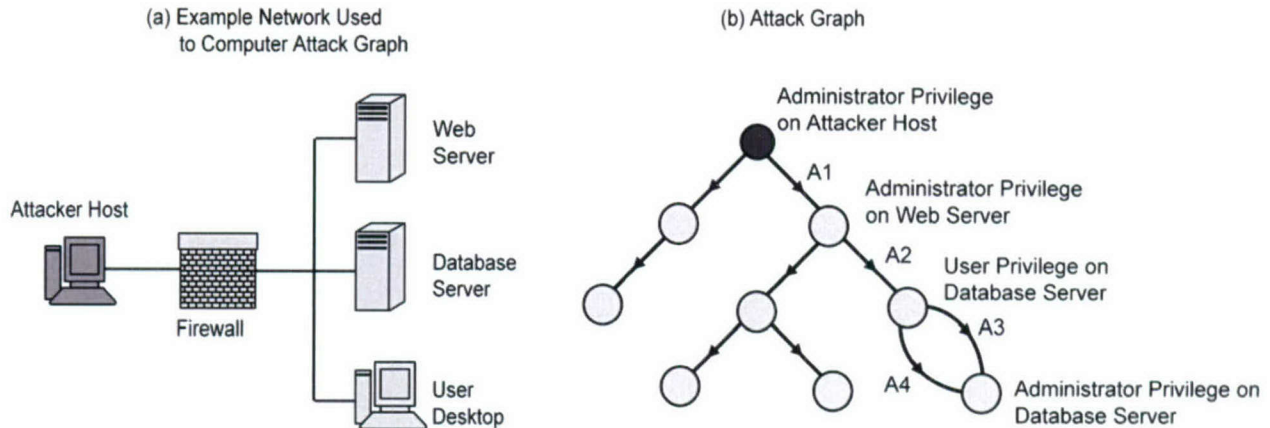 (a) Example Network Used
to Computer Attack Graph
Attacker Host
Firewall
Web
Server
Database
Server
User
Desktop
(b) Attack Graph
Administrator Privilege
on Attacker Host
A1
Administrator Privilege
on Web Server
A2
User Privilege on
Database Server
A3
A4
Administrator Privilege on
Database Server